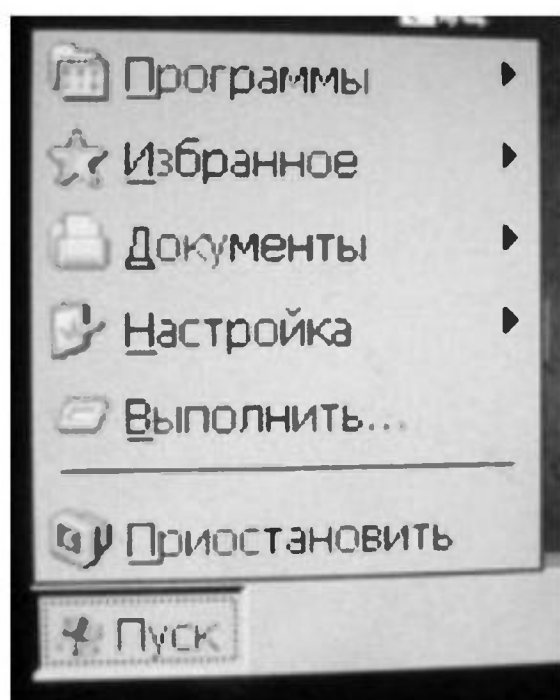 Программы
Избранное
Документы
Настройка
Выполнить...
Приостановить
Пуск